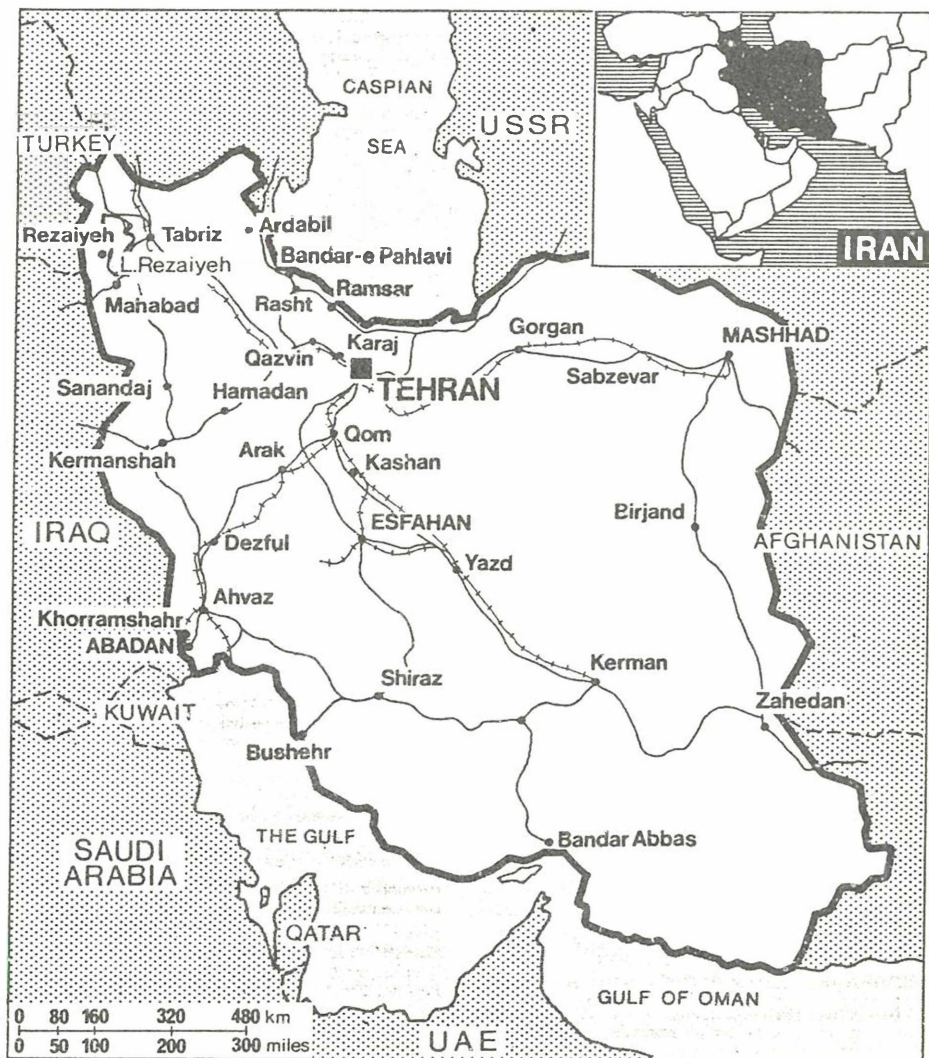 CASPIAN
SEA
USSR
TURKEY
IRAN
Rezaiyeh
Tabriz
Ardabil
L.Rezaiyeh
Bandar-e Pahlavi
Mahabad
Rasht
Ramsar
Gorgan
MASHHAD
Qazvin
Karaj
Sabzevar
Sanandaj
Hamadan
TEHRAN
Kermanshah
Arak
Qom
Kashan
IRAQ
Dezful
ESFAHAN
Birjand
AFGHANISTAN
Yazd
Ahvaz
Khorramshahr
ABADAN
Shiraz
Kerman
KUWAIT
Zahedan
Bushehr
THE GULF
Bandar Abbas
SAUDI
ARABIA
QATAR
GULF OF OMAN
UAE
0 80 160 320 480 km
0 50 100 200 300 miles